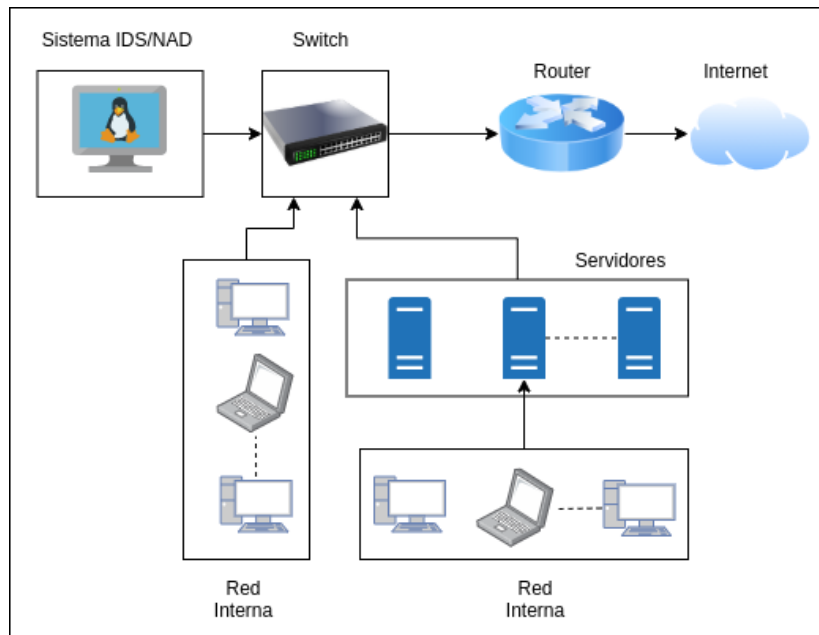 Sistema IDS/NAD
Switch
Router
Internet
Servidores
Red
Interna
Red
Interna